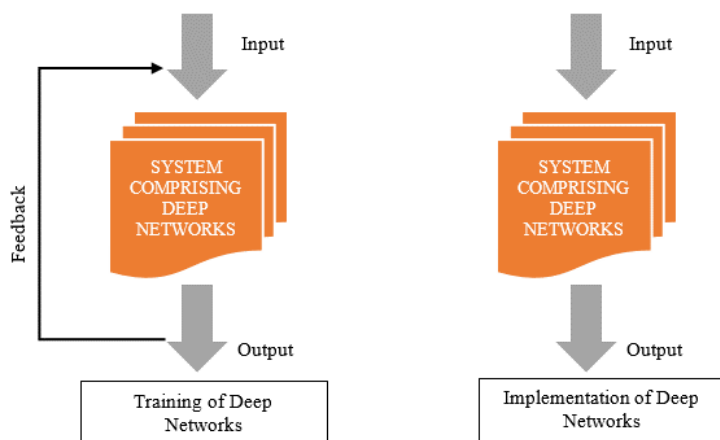 Input
SYSTEM
COMPRISING
DEEP
NETWORKS
Feedback
Output
Training of Deep
Networks
Input
SYSTEM
COMPRISING
DEEP
NETWORKS
Output
Implementation of Deep
Networks